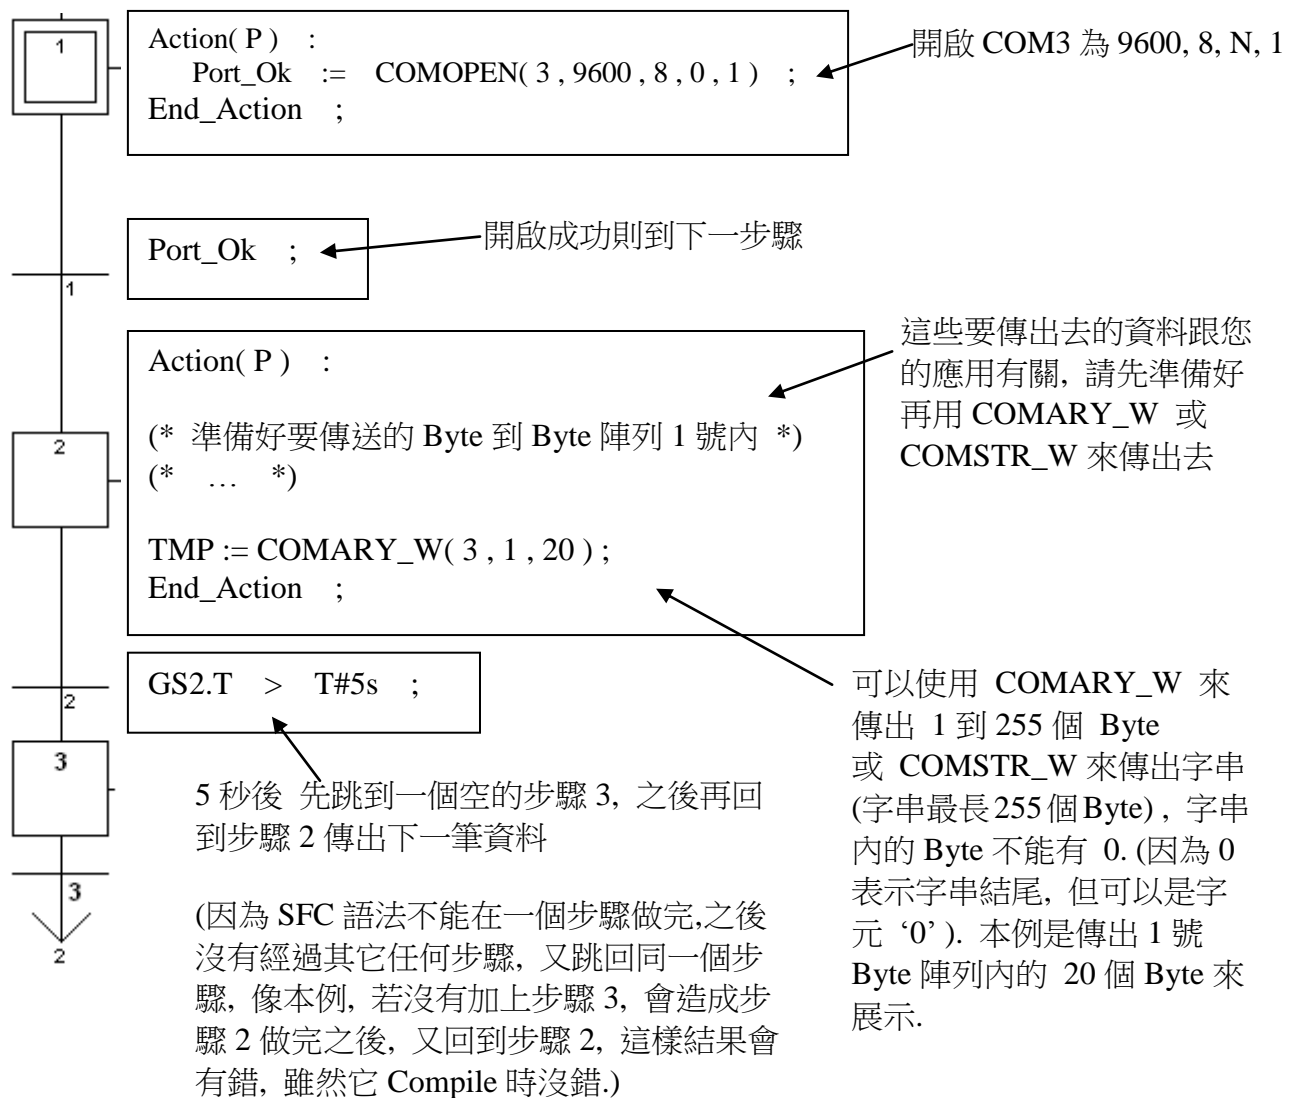 1
Action( P ) :
Port_Ok := COMOPEN( 3 , 9600 , 8 , 0 , 1 ) ;
End_Action ;
開啟 COM3 為 9600, 8, N, 1
Port_Ok ;
開啟成功則到下一步驟
1
Action( P ) :
(* 準備好要傳送的 Byte 到 Byte 陣列 1 號內 *)
(* … *)
TMP := COMARY_W( 3 , 1 , 20 ) ;
End_Action ;
這些要傳出去的資料跟您
的應用有關, 請先準備好
再用 COMARY_W 或
COMSTR_W 來傳出去
2
GS2.T > T#5s ;
2
可以使用 COMARY_W 來
傳出 1 到 255 個 Byte
或 COMSTR_W 來傳出字串
(字串最長 255 個 Byte) , 字串
內的 Byte 不能有 0. (因為 0
表示字串結尾, 但可以是字
元 ‘0’ ). 本例是傳出 1 號
Byte 陣列內的 20 個 Byte 來
展示.
3
5 秒後 先跳到一個空的步驟 3, 之後再回
到步驟 2 傳出下一筆資料
3
2
(因為 SFC 語法不能在一個步驟做完,之後
沒有經過其它任何步驟, 又跳回同一個步
驟, 像本例, 若沒有加上步驟 3, 會造成步
驟 2 做完之後, 又回到步驟 2, 這樣結果會
有錯, 雖然它 Compile 時沒錯.)